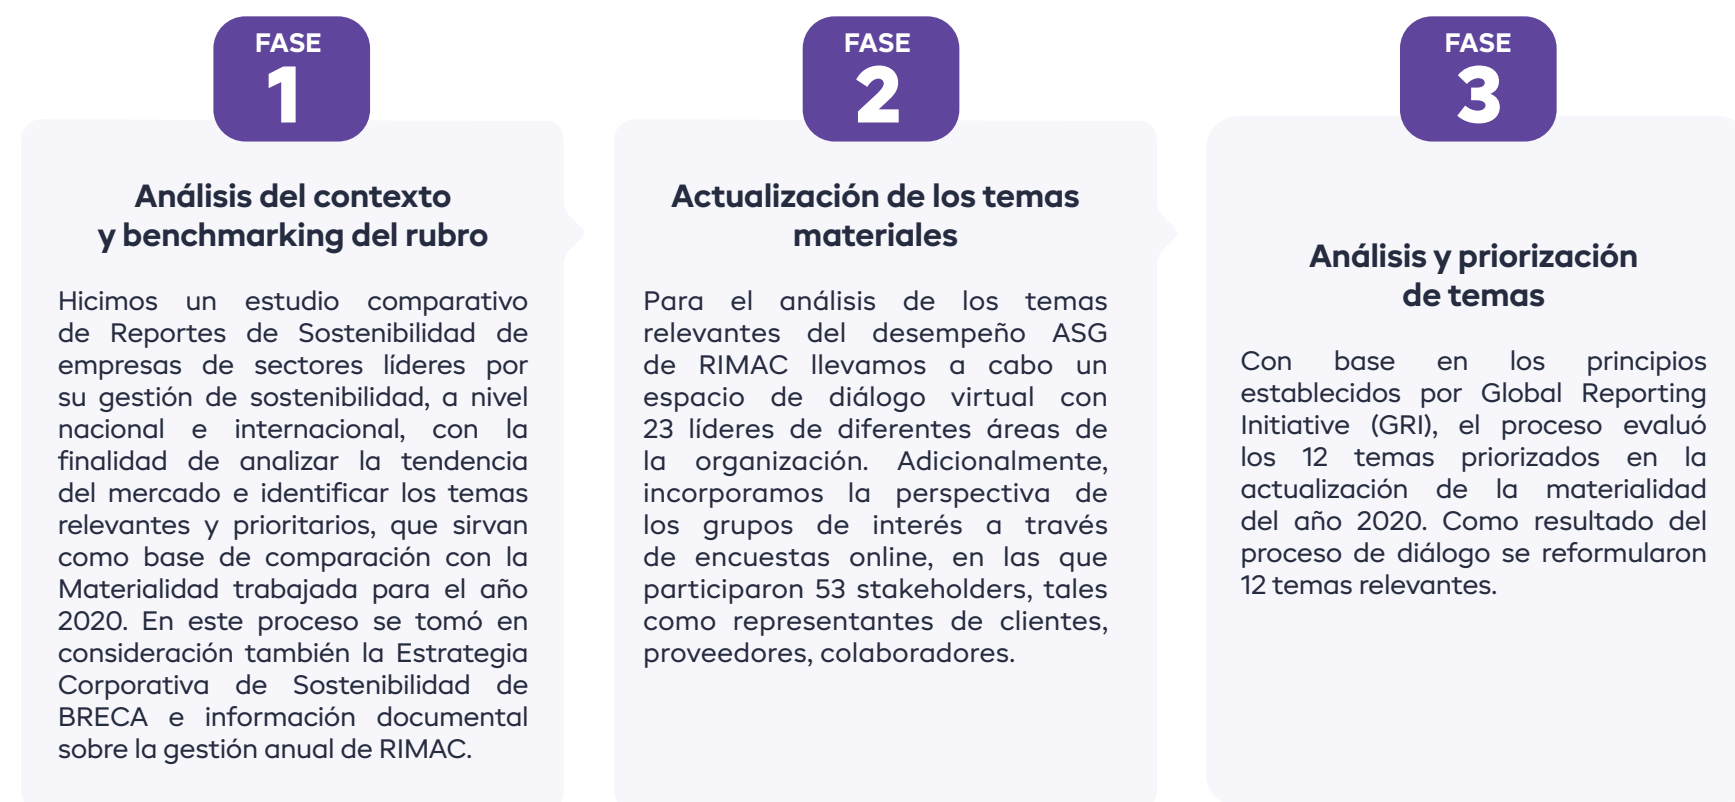 FASE
1
Análisis del contexto
y benchmarking del rubro
Hicimos un estudio comparativo
de Reportes de Sostenibilidad de
empresas de sectores líderes por
su gestión de sostenibilidad, a nivel
nacional e internacional, con la
finalidad de analizar la tendencia
del mercado e identificar los temas
relevantes y prioritarios, que sirvan
como base de comparación con la
Materialidad trabajada para el año
2020. En este proceso se tomó en
consideración también la Estrategia
Corporativa de Sostenibilidad de
BRECA e información documental
sobre la gestión anual de RIMAC.
FASE
2
Actualización de los temas
materiales
Para el análisis de los temas
relevantes del desempeño ASG
de RIMAC llevamos a cabo un
espacio de diálogo virtual con
23 líderes de diferentes áreas de
la organización. Adicionalmente,
incorporamos la perspectiva de
los grupos de interés a través
de encuestas online, en las que
participaron 53 stakeholders, tales
como representantes de clientes,
proveedores, colaboradores.
FASE
3
Análisis y priorización
de temas
Con base en los principios
establecidos por Global Reporting
Initiative (GRI), el proceso evaluó
los 12 temas priorizados en la
actualización de la materialidad
del año 2020. Como resultado del
proceso de diálogo se reformularon
12 temas relevantes.